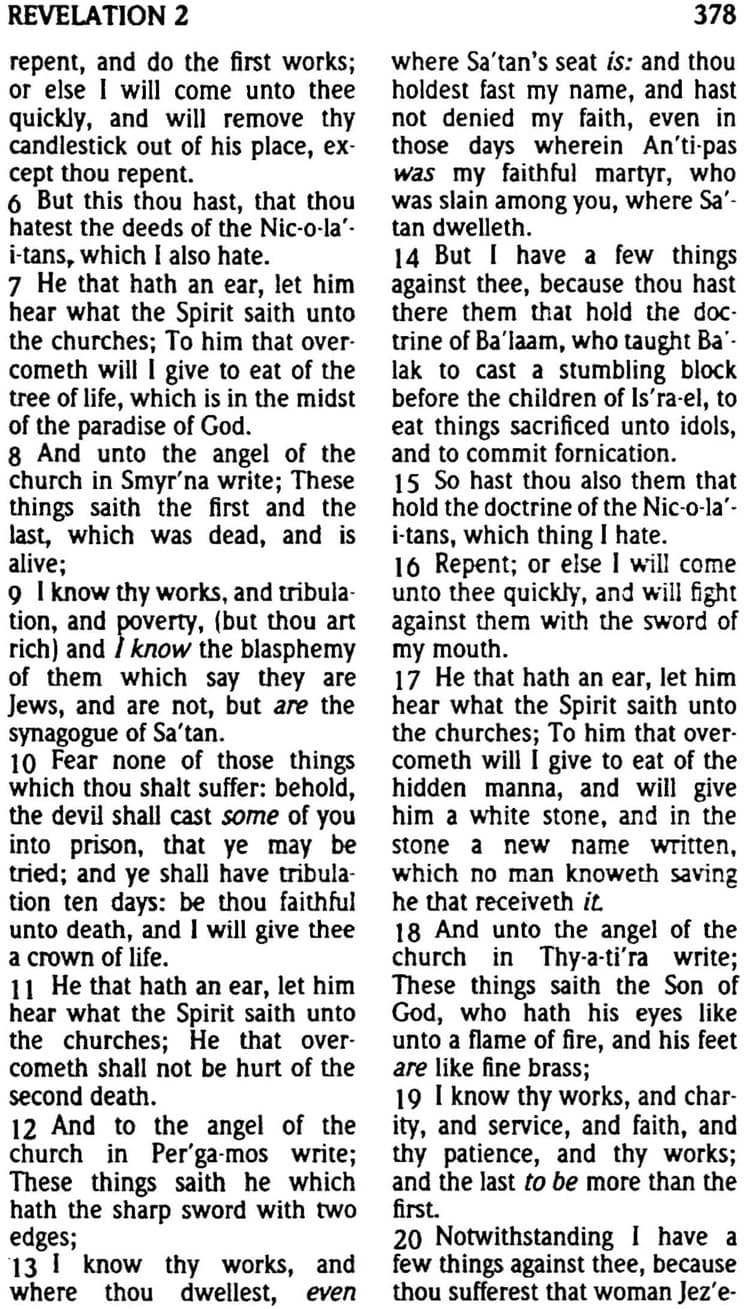 REVELATION 2 378
repent, and do the first works;
or else I will come unto thee
quickly, and will remove thy
candlestick out of his place, ex-
cept thou repent.
6 But this thou hast, that thou
hatest the deeds of the Nic-o-la'-
i-tans, which I also hate.
7 He that hath an ear, let him
hear what the Spirit saith unto
the churches; To him that over-
cometh will I give to eat of the
tree of life, which is in the midst
of the paradise of God.
8 And unto the angel of the
church in Smyr'na write; These
things saith the first and the
last, which was dead, and is
alive;
9 I know thy works, and tribula-
tion, and poverty, (but thou art
rich) and I know the blasphemy
of them which say they are
Jews, and are not, but are the
synagogue of Sa'tan.
10 Fear none of those things
which thou shalt suffer: behold,
the devil shall cast some of you
into prison, that ye may be
tried; and ye shall have tribula-
tion ten days: be thou faithful
unto death, and I will give thee
a crown of life.
11 He that hath an ear, let him
hear what the Spirit saith unto
the churches; He that over-
cometh shall not be hurt of the
second death.
12 And to the angel of the
church in Per'ga-mos write;
These things saith he which
hath the sharp sword with two
edges;
13 I know thy works, and
where thou dwellest, even
where Sa'tan's seat is: and thou
holdest fast my name, and hast
not denied my faith, even in
those days wherein An'ti-pas
was my faithful martyr, who
was slain among you, where Sa'-
tan dwelleth.
14 But I have a few things
against thee, because thou hast
there them that hold the doc-
trine of Ba'laam, who taught Ba'-
lak to cast a stumbling block
before the children of Is'ra-el, to
eat things sacrificed unto idols,
and to commit fornication.
15 So hast thou also them that
hold the doctrine of the Nic-o-la'-
i-tans, which thing I hate.
16 Repent; or else I will come
unto thee quickly, and will fight
against them with the sword of
my mouth.
17 He that hath an ear, let him
hear what the Spirit saith unto
the churches; To him that over-
cometh will I give to eat of the
hidden manna, and will give
him a white stone, and in the
stone a new name written,
which no man knoweth saving
he that receiveth it.
18 And unto the angel of the
church in Thy-a-ti'ra write;
These things saith the Son of
God, who hath his eyes like
unto a flame of fire, and his feet
are like fine brass;
19 I know thy works, and char-
ity, and service, and faith, and
thy patience, and thy works;
and the last to be more than the
first.
20 Notwithstanding I have a
few things against thee, because
thou sufferest that woman Jez'e-